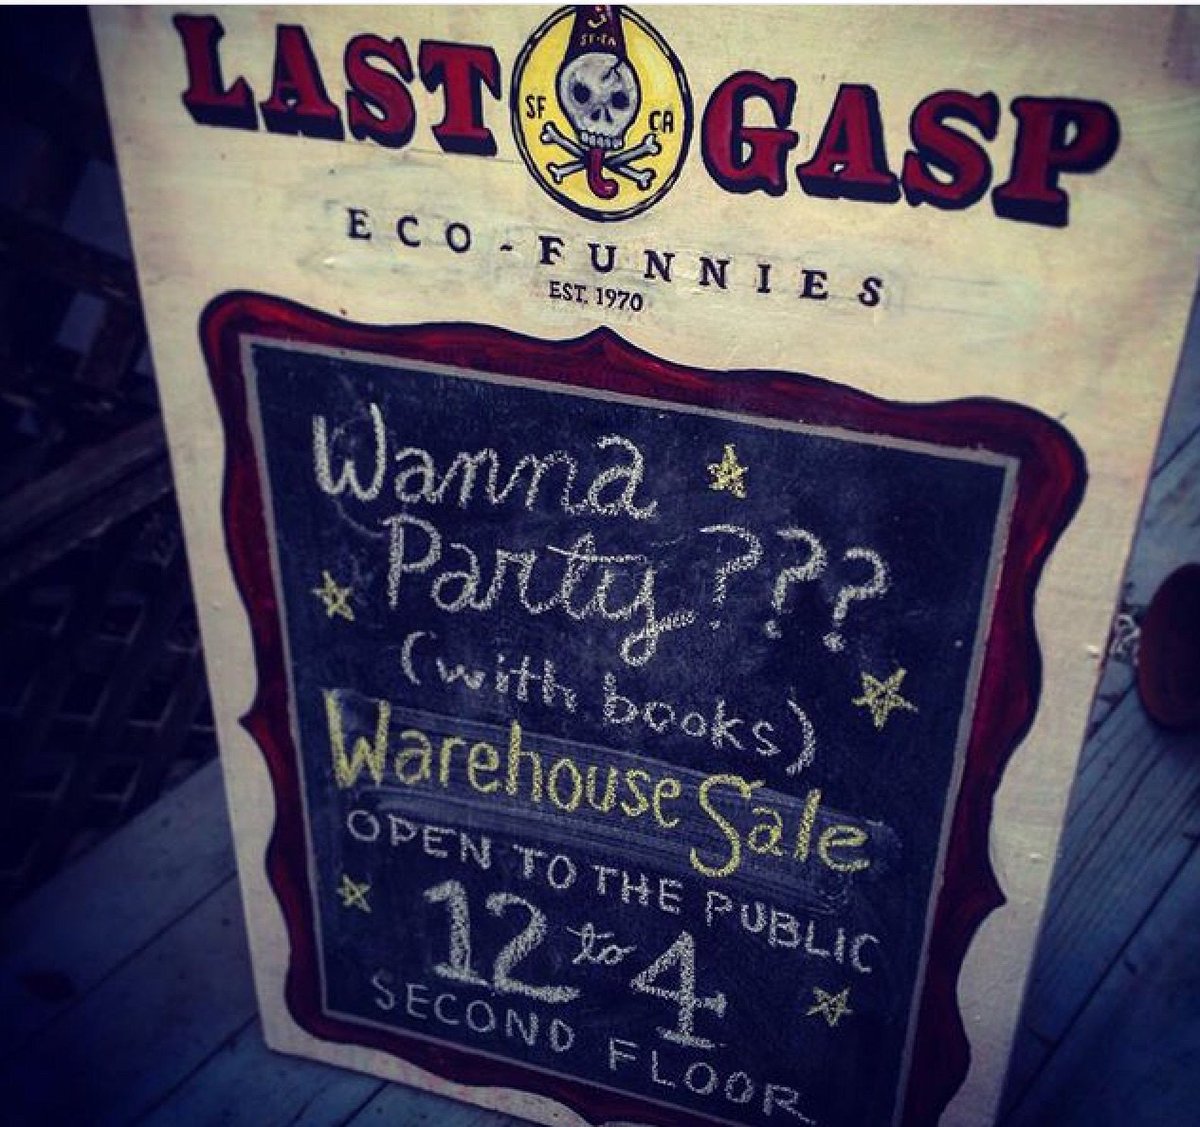 LAST GASP
SF CA
ECO-FUNNIES
EST. 1970
Wanna
Party???
(with books)
Warehouse Sale
OPEN TO THE PUBLIC
12 to 4
SECOND FLOOR